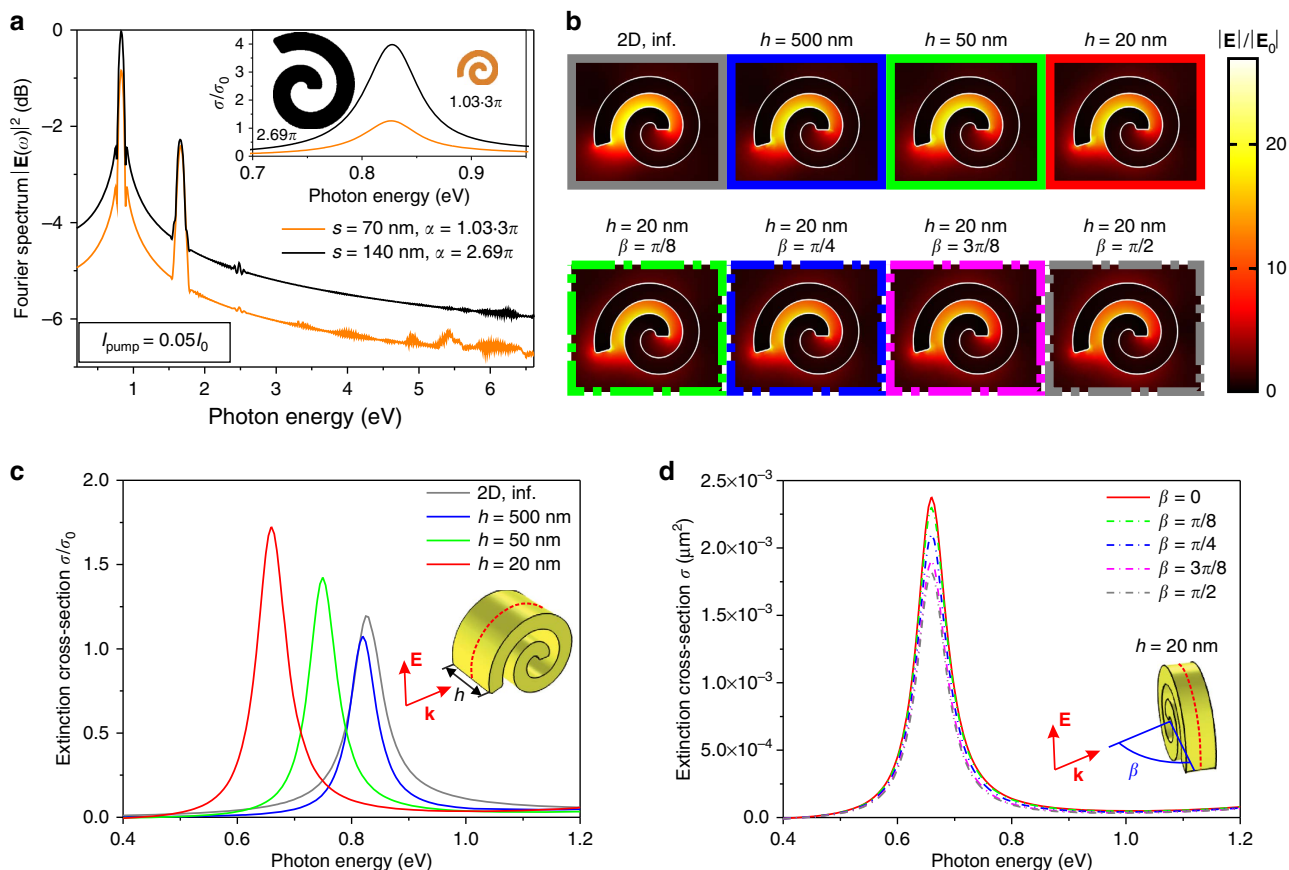 a
Fourier spectrum |E(ω)|² (dB)
0
−2
−4
−6
1
2
3
4
5
6
Photon energy (eV)
I_pump = 0.05I_0
s = 70 nm, α = 1.03·3π
s = 140 nm, α = 2.69π
σ/σ_0
4
3
2
1
0
0.7
0.8
0.9
Photon energy (eV)
2.69π
1.03·3π
b
2D, inf.
h = 500 nm
h = 50 nm
h = 20 nm
|E|/|E_0|
h = 20 nm
β = π/8
h = 20 nm
β = π/4
h = 20 nm
β = 3π/8
h = 20 nm
β = π/2
20
10
0
c
Extinction cross-section σ/σ_0
2.0
1.5
1.0
0.5
0.0
0.4
0.6
0.8
1.0
1.2
Photon energy (eV)
2D, inf.
h = 500 nm
h = 50 nm
h = 20 nm
E
k
h
d
Extinction cross-section σ (μm²)
2.5×10⁻³
2.0×10⁻³
1.5×10⁻³
1.0×10⁻³
5.0×10⁻⁴
0.0
0.4
0.6
0.8
1.0
1.2
Photon energy (eV)
β = 0
β = π/8
β = π/4
β = 3π/8
β = π/2
h = 20 nm
E
k
β